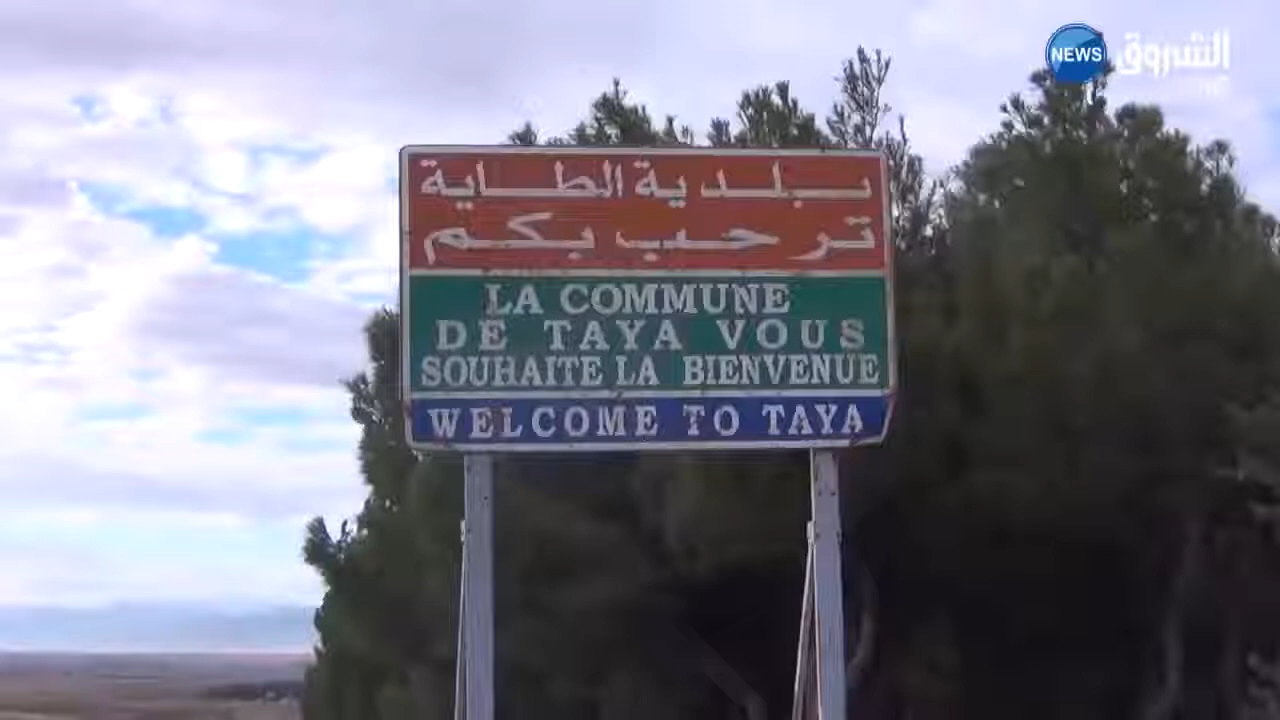 NEWS الشروق
بلدية الطاية
ترحب بكم
LA COMMUNE
DE TAYA VOUS
SOUHAITE LA BIENVENUE
WELCOME TO TAYA